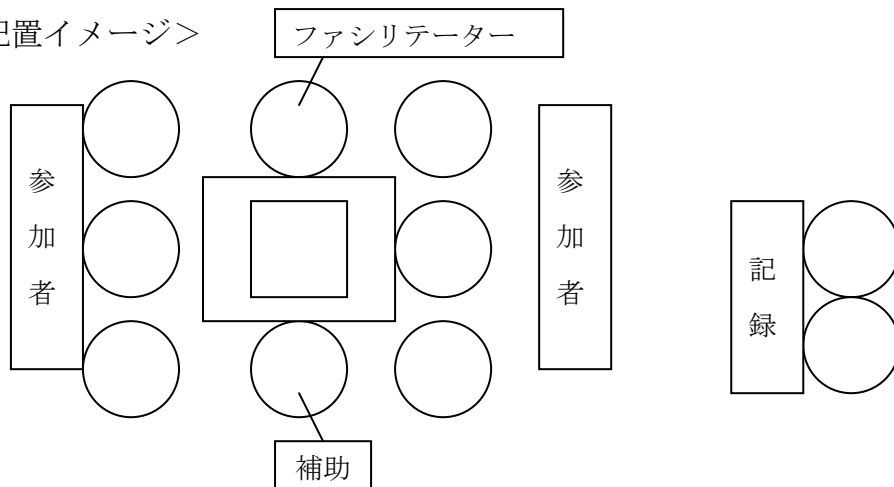 配置イメージ＞
ファシリテーター
参加者
参加者
記録
補助